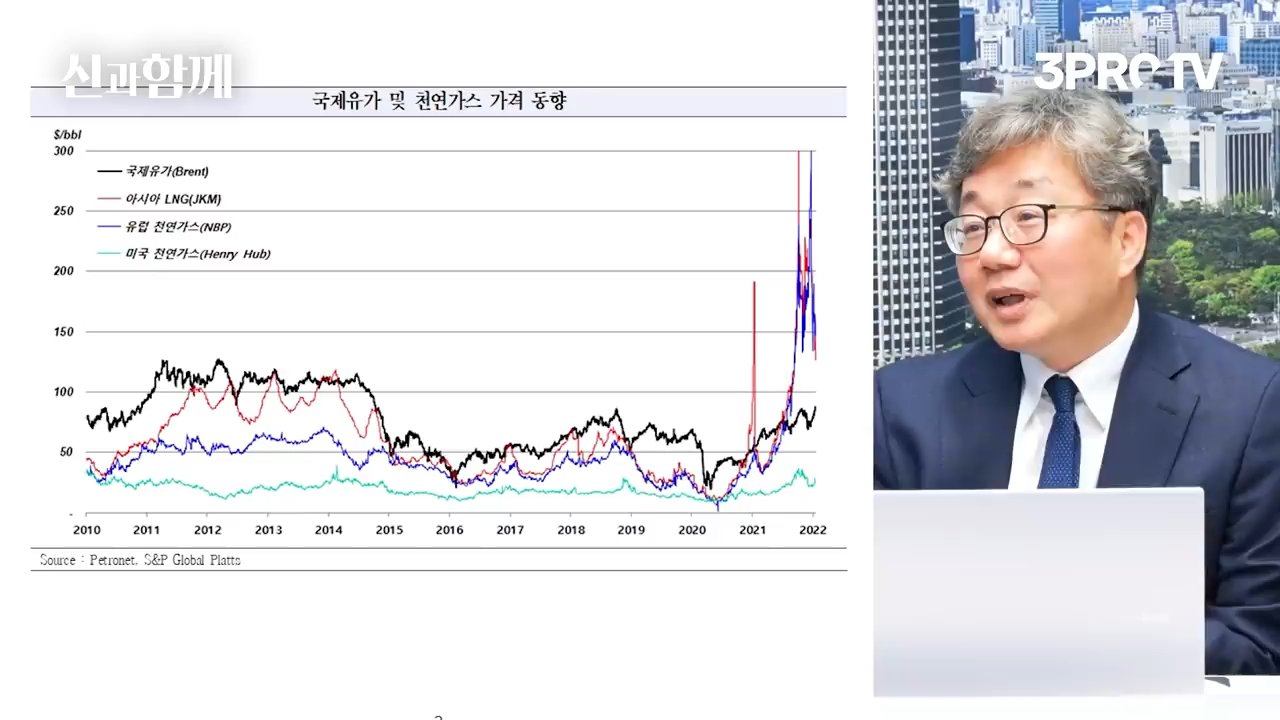 신과함께
3PROTV
국제유가 및 천연가스 가격 동향
$/bbl
300
250
200
150
100
50
-
국제유가(Brent)
아시아 LNG(JKM)
유럽 천연가스(NBP)
미국 천연가스(Henry Hub)
2010 2011 2012 2013 2014 2015 2016 2017 2018 2019 2020 2021 2022
Source : Petronet, S&P Global Platts